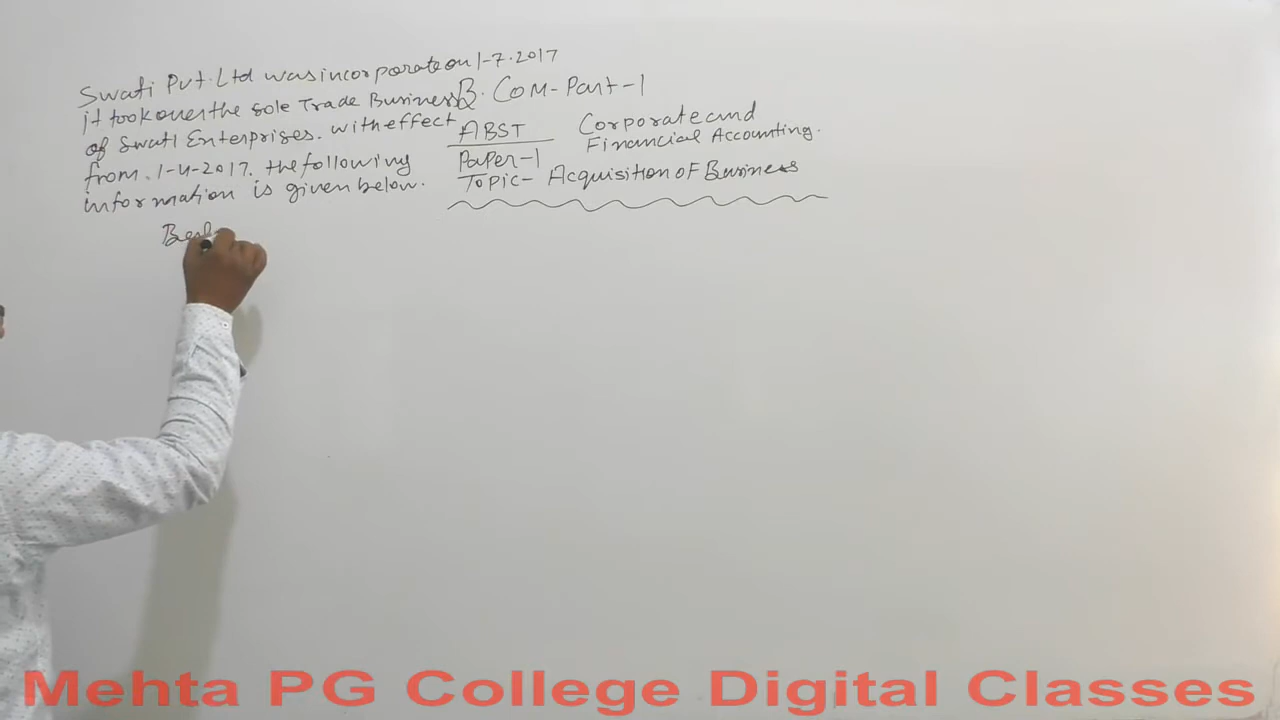 Swati Pvt. Ltd was incorporate on 1-7-2017
it took over the sole Trade Business
of Swati Enterprises. with effect
from. 1-4-2017. the following
information is given below.
B. Com-Part-1
ABST
Paper-1
Corporate and
Financial Accounting.
Topic- Acquisition of Business
Mehta PG College Digital Classes